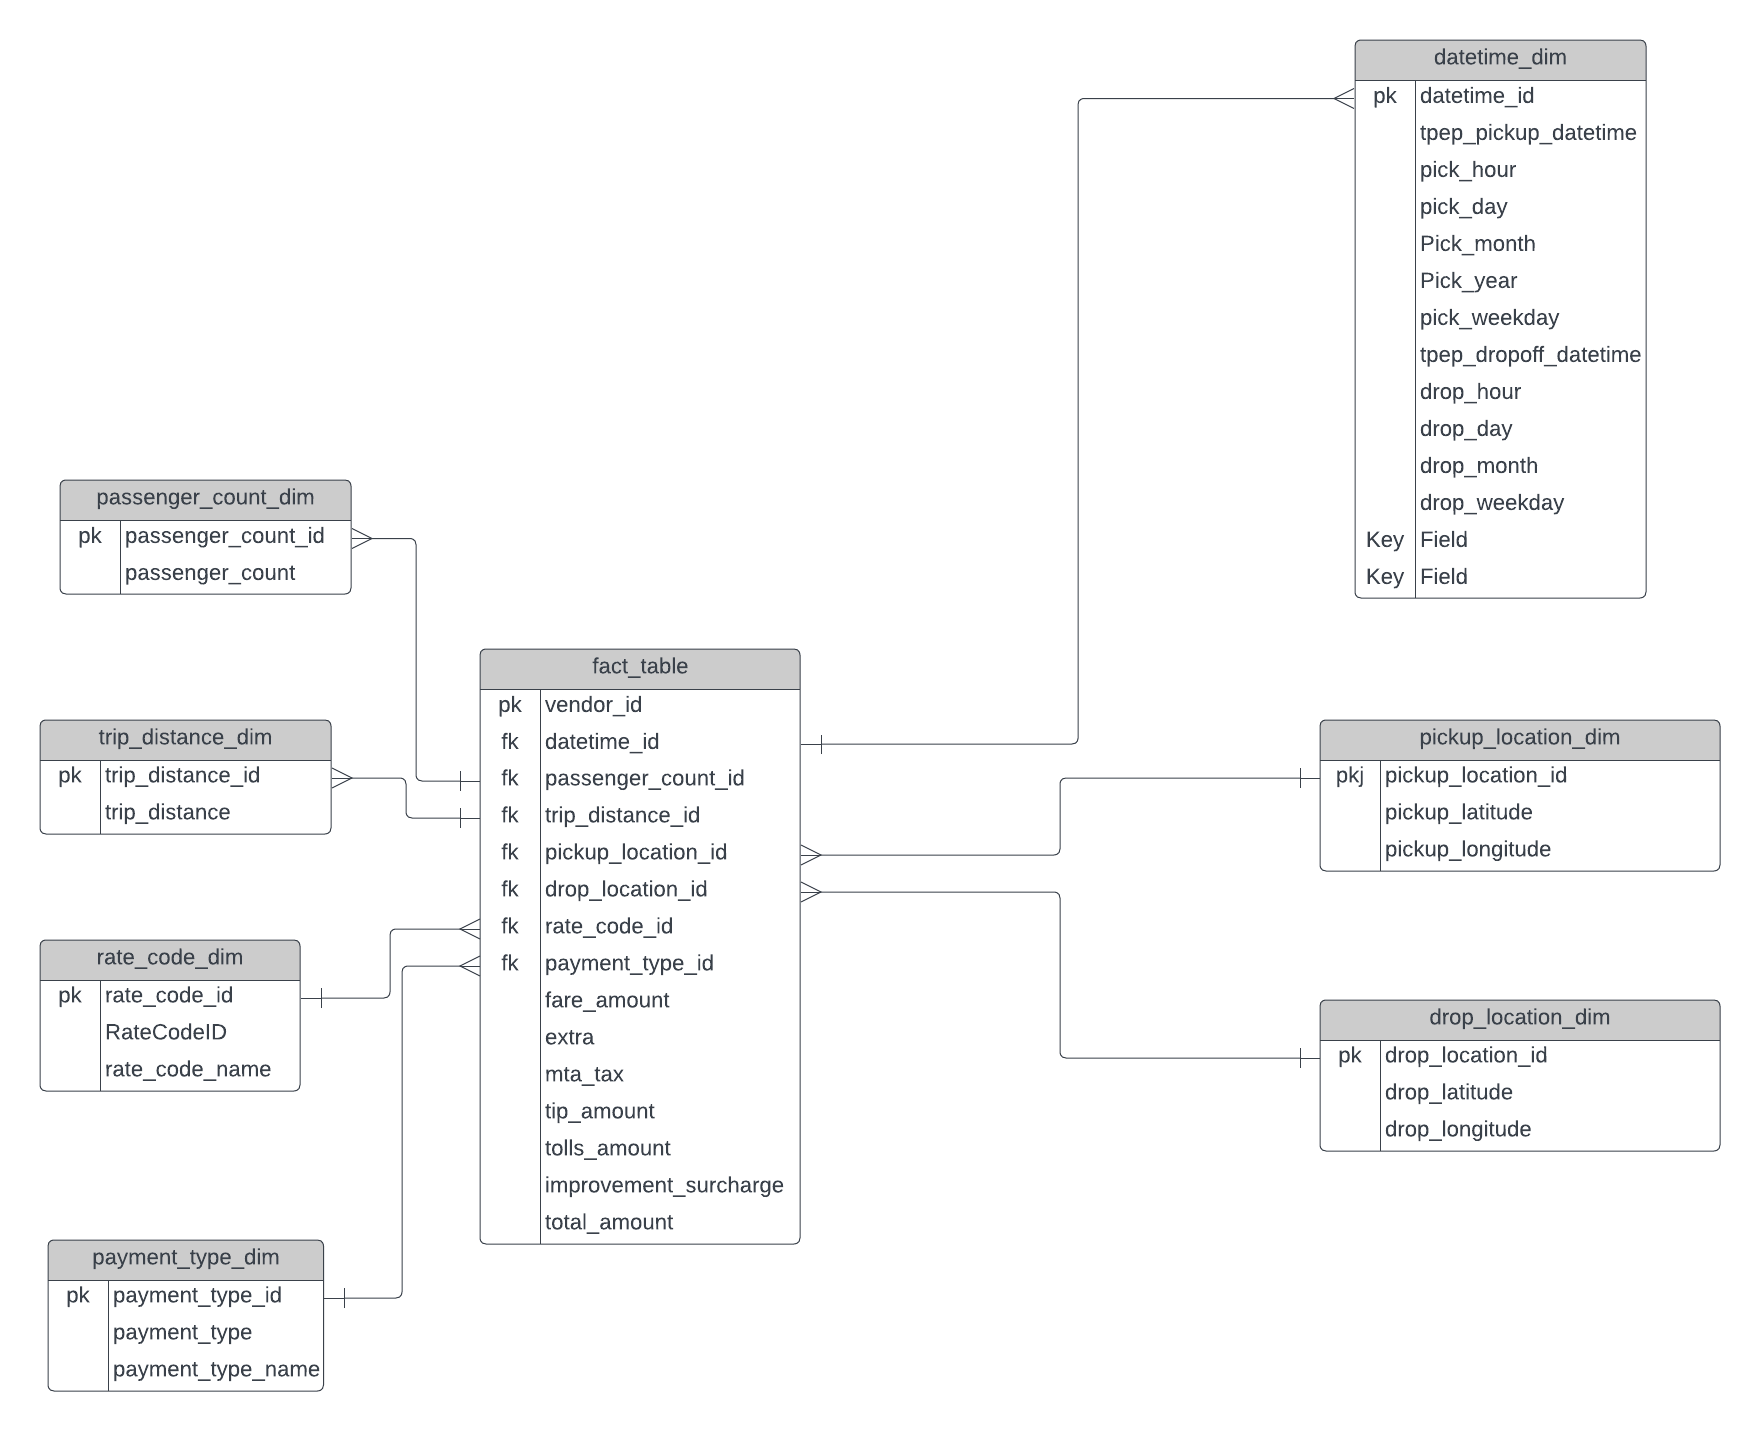 datetime_dim
pk datetime_id
tpep_pickup_datetime
pick_hour
pick_day
Pick_month
Pick_year
pick_weekday
tpep_dropoff_datetime
drop_hour
drop_day
drop_month
drop_weekday
Key Field
Key Field
passenger_count_dim
pk passenger_count_id
passenger_count
fact_table
pk vendor_id
fk datetime_id
fk passenger_count_id
fk trip_distance_id
fk pickup_location_id
fk drop_location_id
fk rate_code_id
fk payment_type_id
fare_amount
extra
mta_tax
tip_amount
tolls_amount
improvement_surcharge
total_amount
trip_distance_dim
pk trip_distance_id
trip_distance
pickup_location_dim
pkj pickup_location_id
pickup_latitude
pickup_longitude
rate_code_dim
pk rate_code_id
RateCodeID
rate_code_name
drop_location_dim
pk drop_location_id
drop_latitude
drop_longitude
payment_type_dim
pk payment_type_id
payment_type
payment_type_name